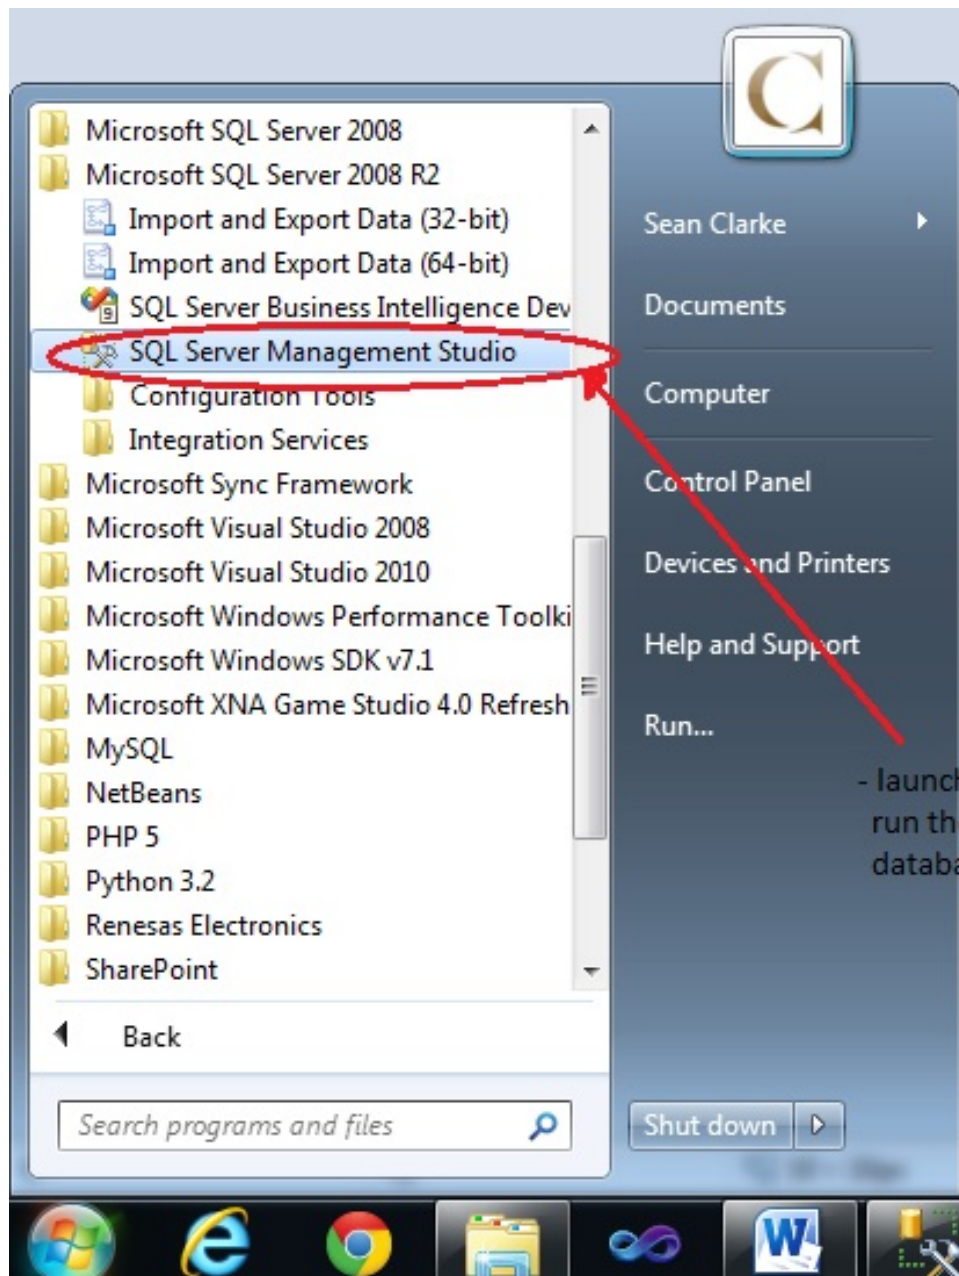 Microsoft SQL Server 2008
Microsoft SQL Server 2008 R2
Import and Export Data (32-bit)
Import and Export Data (64-bit)
SQL Server Business Intelligence Dev
SQL Server Management Studio
Configuration Tools
Integration Services
Microsoft Sync Framework
Microsoft Visual Studio 2008
Microsoft Visual Studio 2010
Microsoft Windows Performance Toolki
Microsoft Windows SDK v7.1
Microsoft XNA Game Studio 4.0 Refresh
MySQL
NetBeans
PHP 5
Python 3.2
Renesas Electronics
SharePoint
Back
Search programs and files
C
Sean Clarke
Documents
Computer
Control Panel
Devices and Printers
Help and Support
Run...
- launch
run the
databa
Shut down